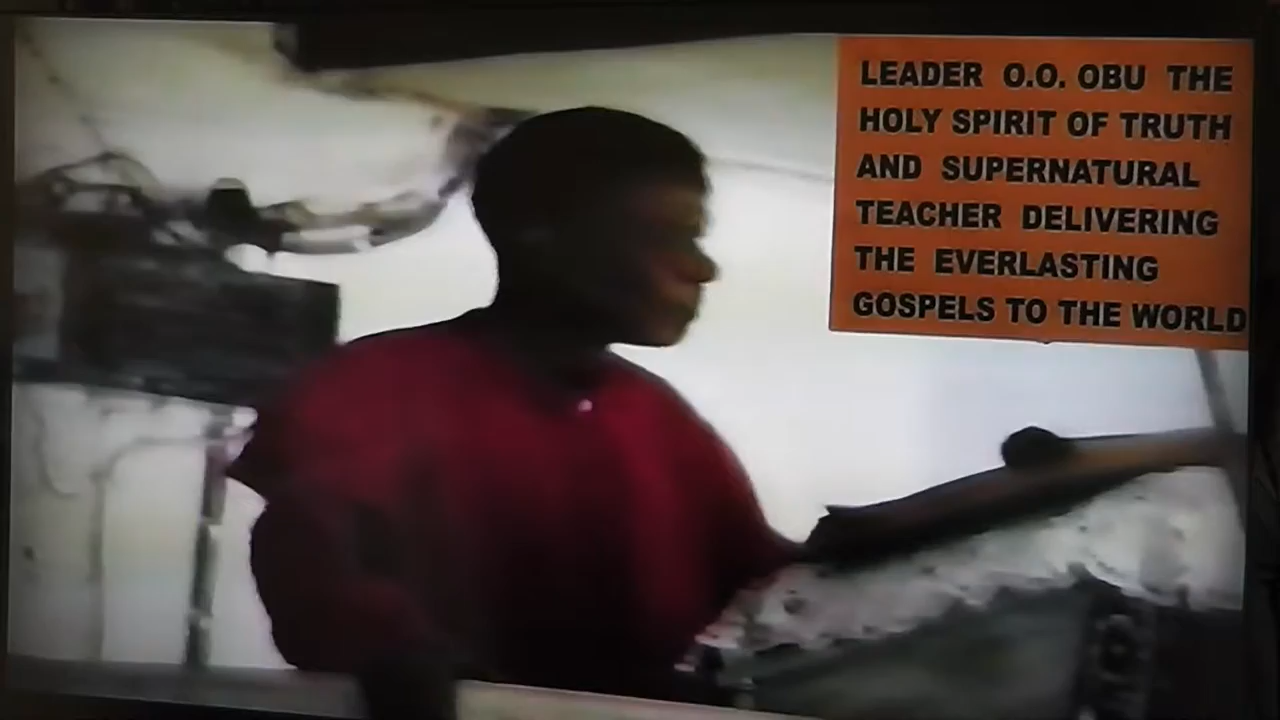 LEADER O.O. OBU THE
HOLY SPIRIT OF TRUTH
AND SUPERNATURAL
TEACHER DELIVERING
THE EVERLASTING
GOSPELS TO THE WORLD